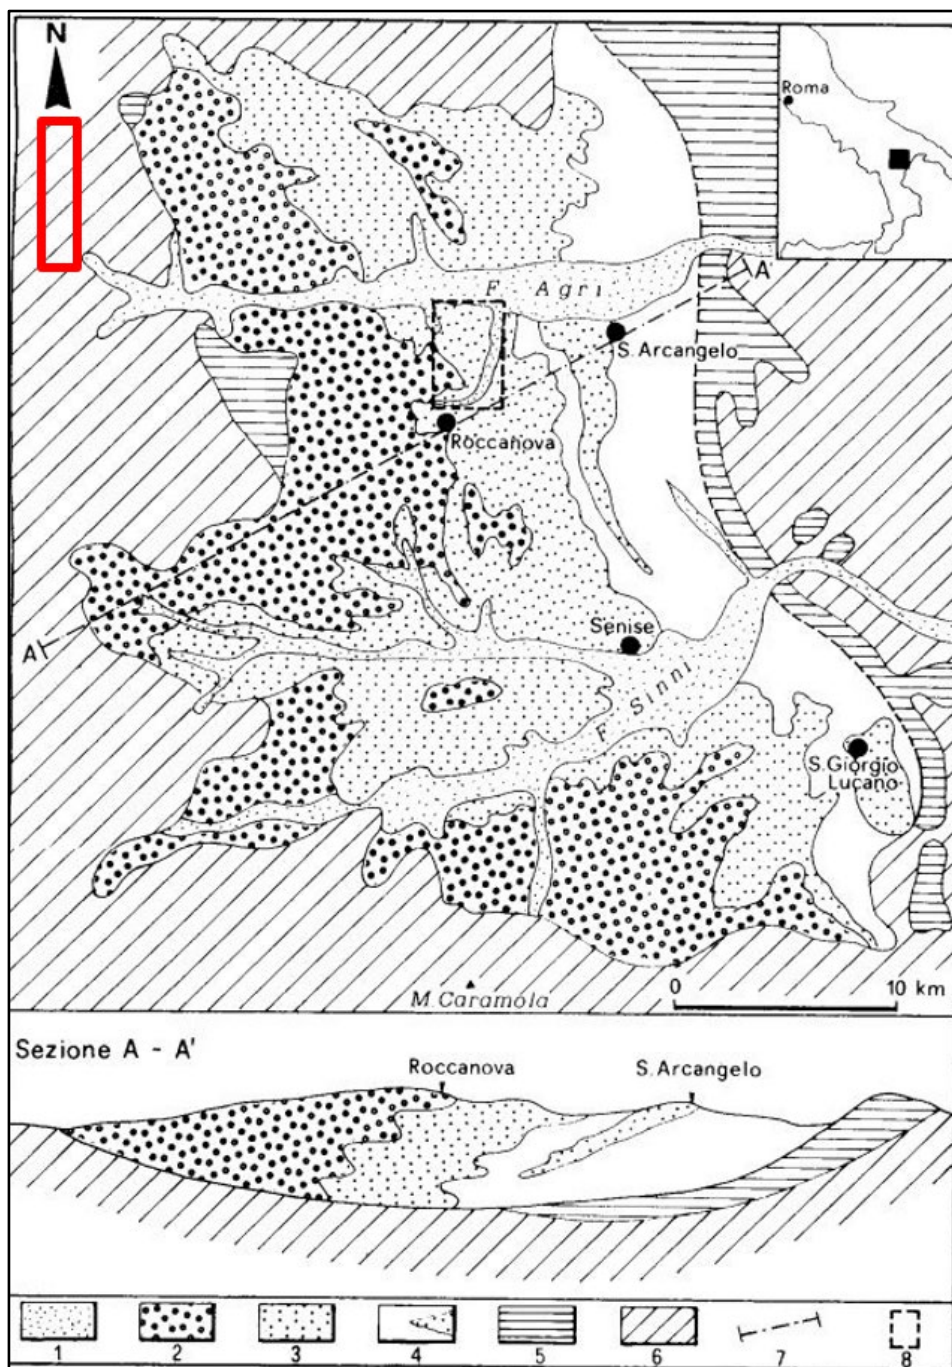 N
Roma
A'
F. Agri
S. Arcangelo
Roccanova
A
Senise
F. Sinni
S. Giorgio
Lucano
M. Caramola
0 10 km
Sezione A - A'
Roccanova S. Arcangelo
1 2 3 4 5 6 7 8